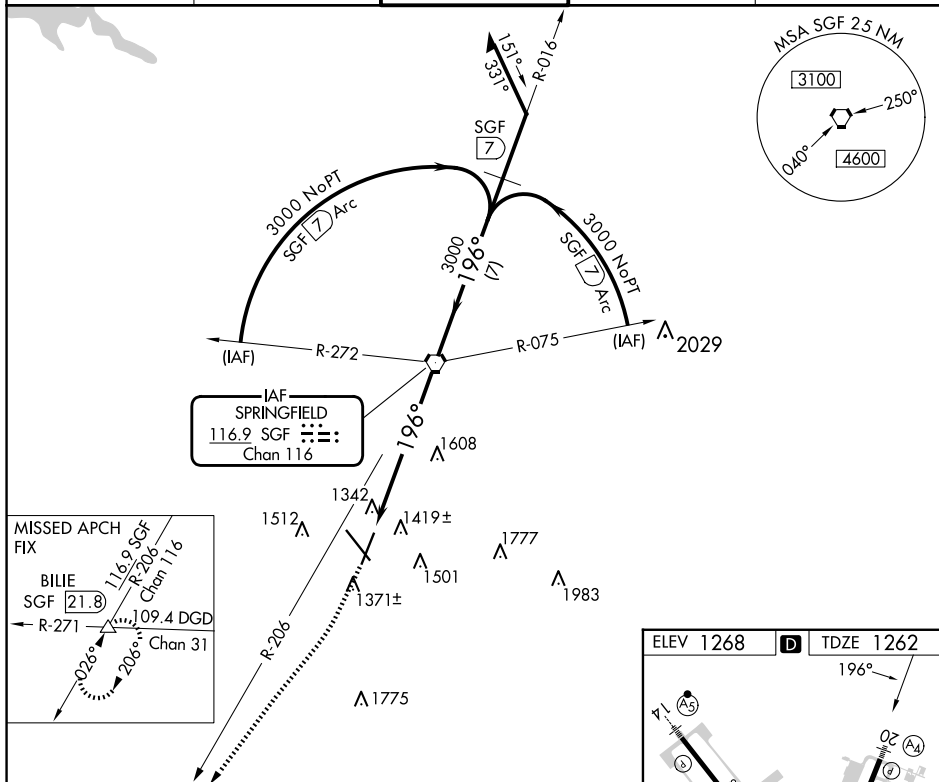 MSA SGF 25 NM
3100
250°
040°
4600
151°
331°
R-016
SGF
7
3000 NoPT
SGF 7 Arc
3000 NoPT
SGF 7 Arc
3000
196°
(7)
(IAF)
R-272
R-075
(IAF)
2029
IAF
SPRINGFIELD
116.9 SGF
Chan 116
196°
1608
1342
1512
1419±
1777
1501
1983
1371±
R-206
1775
MISSED APCH
FIX
116.9 SGF
R-206
Chan 116
BILIE
SGF 21.8
R-271
109.4 DGD
Chan 31
026°
206°
ELEV 1268 D TDZE 1262
196°
A5
14
P
20
A4
P